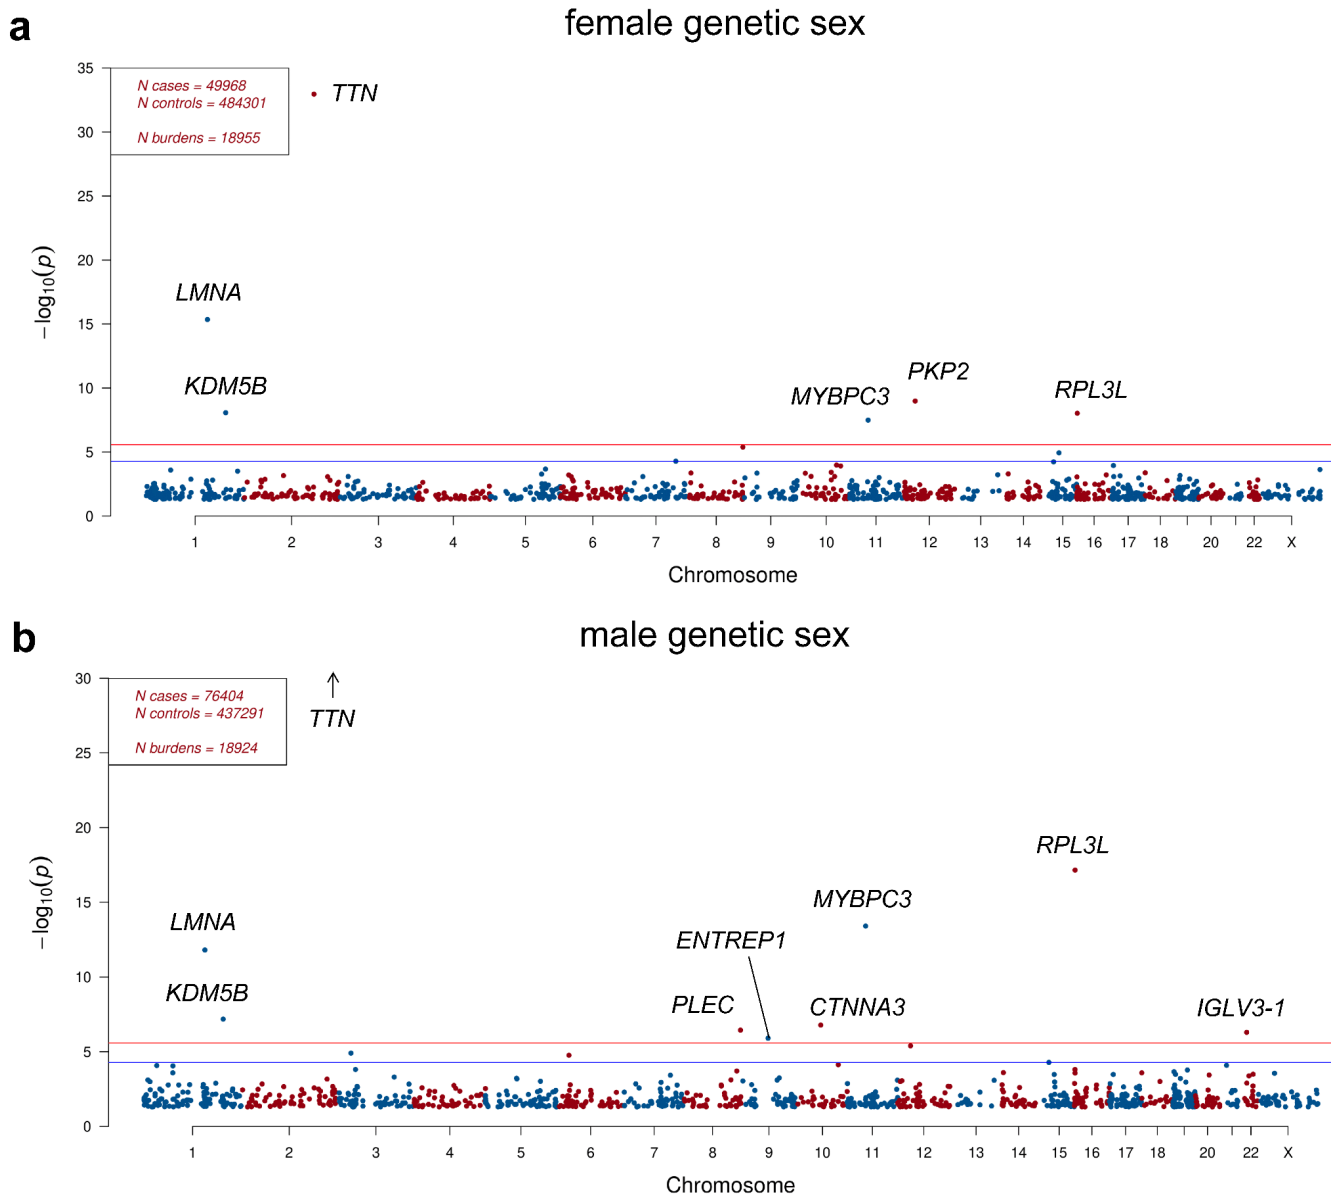 a
female genetic sex
35
30
25
20
15
10
5
0
−log10(p)
N cases = 49968
N controls = 484301
N burdens = 18955
TTN
LMNA
KDM5B
MYBPC3
PKP2
RPL3L
1 2 3 4 5 6 7 8 9 10 11 12 13 14 15 16 17 18 20 22 X
Chromosome
b
male genetic sex
30
25
20
15
10
5
0
−log10(p)
N cases = 76404
N controls = 437291
N burdens = 18924
TTN
RPL3L
MYBPC3
LMNA
ENTREP1
KDM5B
PLEC
CTNNA3
IGLV3-1
1 2 3 4 5 6 7 8 9 10 11 12 13 14 15 16 17 18 20 22 X
Chromosome